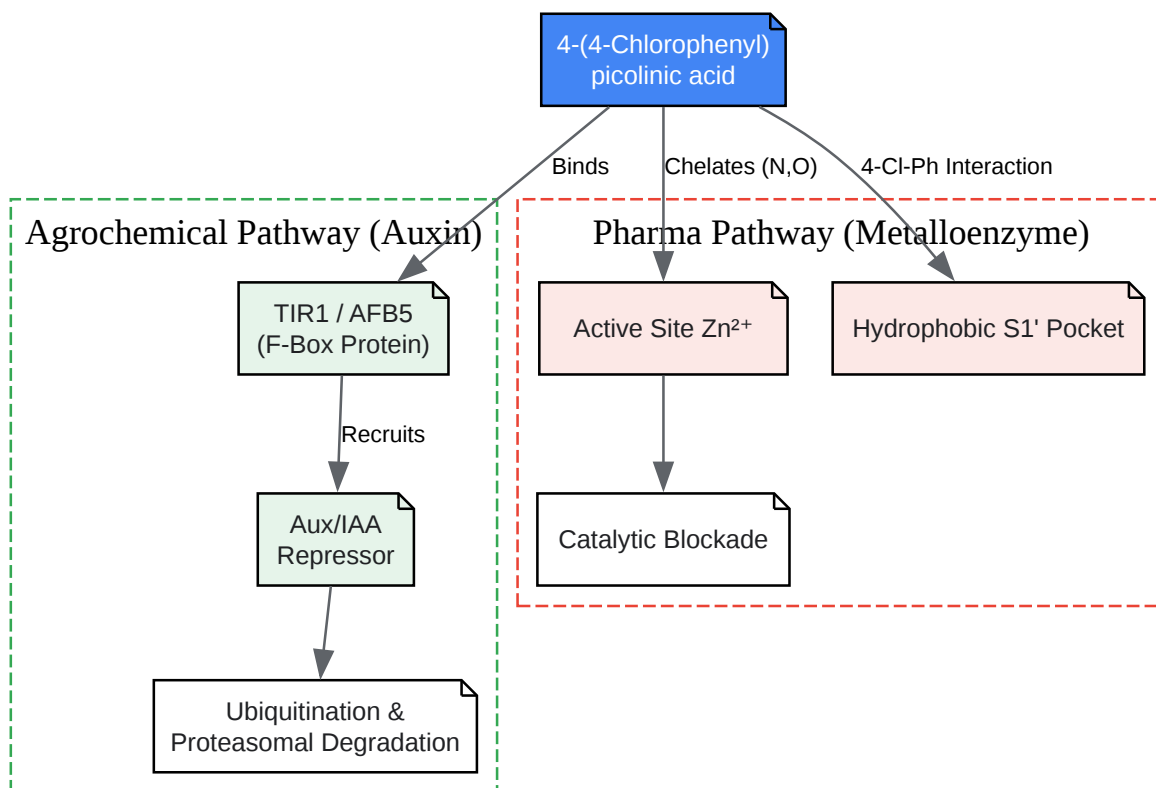 4-(4-Chlorophenyl)
picolinic acid
Binds
Chelates (N,O)
4-Cl-Ph Interaction
Agrochemical Pathway (Auxin)
Pharma Pathway (Metalloenzyme)
TIR1 / AFB5
(F-Box Protein)
Active Site Zn²⁺
Hydrophobic S1' Pocket
Recruits
Aux/IAA
Repressor
Catalytic Blockade
Ubiquitination &
Proteasomal Degradation